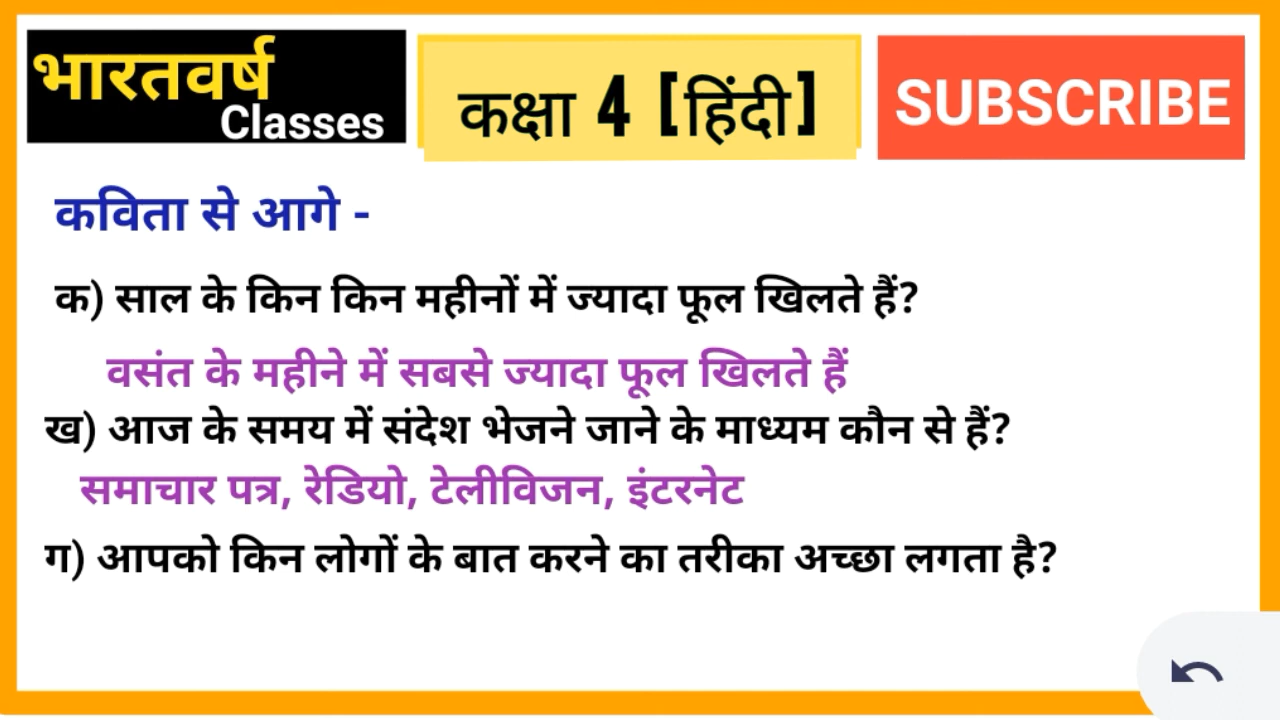 भारतवर्ष
Classes
कक्षा 4 [हिंदी]
SUBSCRIBE
कविता से आगे -
क) साल के किन किन महीनों में ज्यादा फूल खिलते हैं?
वसंत के महीने में सबसे ज्यादा फूल खिलते हैं
ख) आज के समय में संदेश भेजने जाने के माध्यम कौन से हैं?
समाचार पत्र, रेडियो, टेलीविजन, इंटरनेट
ग) आपको किन लोगों के बात करने का तरीका अच्छा लगता है?